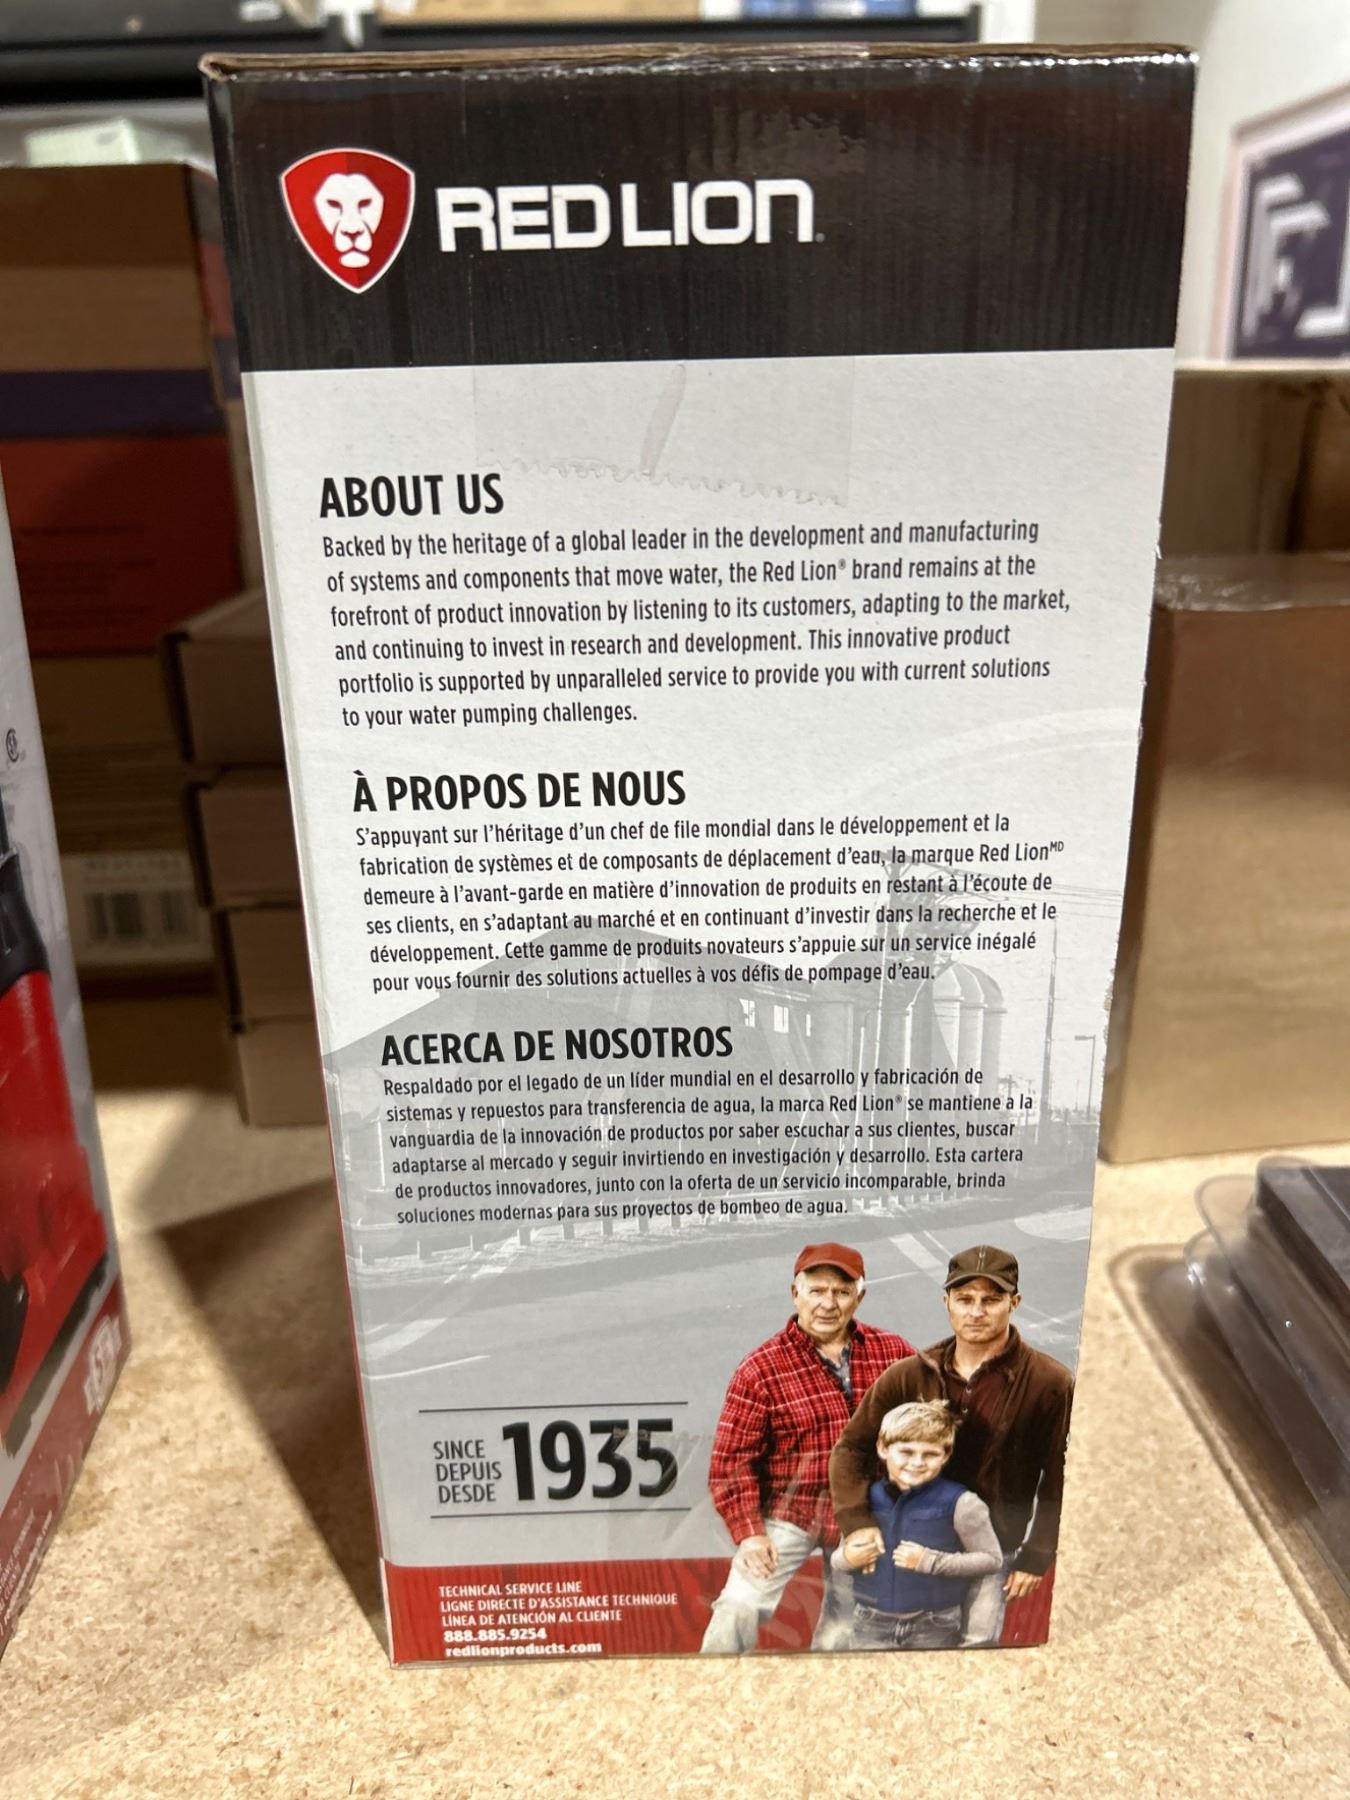 RED LION
ABOUT US
Backed by the heritage of a global leader in the development and manufacturing
of systems and components that move water, the Red Lion® brand remains at the
forefront of product innovation by listening to its customers, adapting to the market,
and continuing to invest in research and development. This innovative product
portfolio is supported by unparalleled service to provide you with current solutions
to your water pumping challenges.
À PROPOS DE NOUS
S'appuyant sur l'héritage d'un chef de file mondial dans le développement et la
fabrication de systèmes et de composants de déplacement d'eau, la marque Red Lionᴹᴰ
demeure à l'avant-garde en matière d'innovation de produits en restant à l'écoute de
ses clients, en s'adaptant au marché et en continuant d'investir dans la recherche et le
développement. Cette gamme de produits novateurs s'appuie sur un service inégalé
pour vous fournir des solutions actuelles à vos défis de pompage d'eau.
ACERCA DE NOSOTROS
Respaldado por el legado de un líder mundial en el desarrollo y fabricación de
sistemas y repuestos para transferencia de agua, la marca Red Lion® se mantiene a la
vanguardia de la innovación de productos por saber escuchar a sus clientes, buscar
adaptarse al mercado y seguir invirtiendo en investigación y desarrollo. Esta cartera
de productos innovadores, junto con la oferta de un servicio incomparable, brinda
soluciones modernas para sus proyectos de bombeo de agua.
SINCE
DEPUIS
DESDE
1935
TECHNICAL SERVICE LINE
LIGNE DIRECTE D'ASSISTANCE TECHNIQUE
LÍNEA DE ATENCIÓN AL CLIENTE
888.885.9254
redlionproducts.com